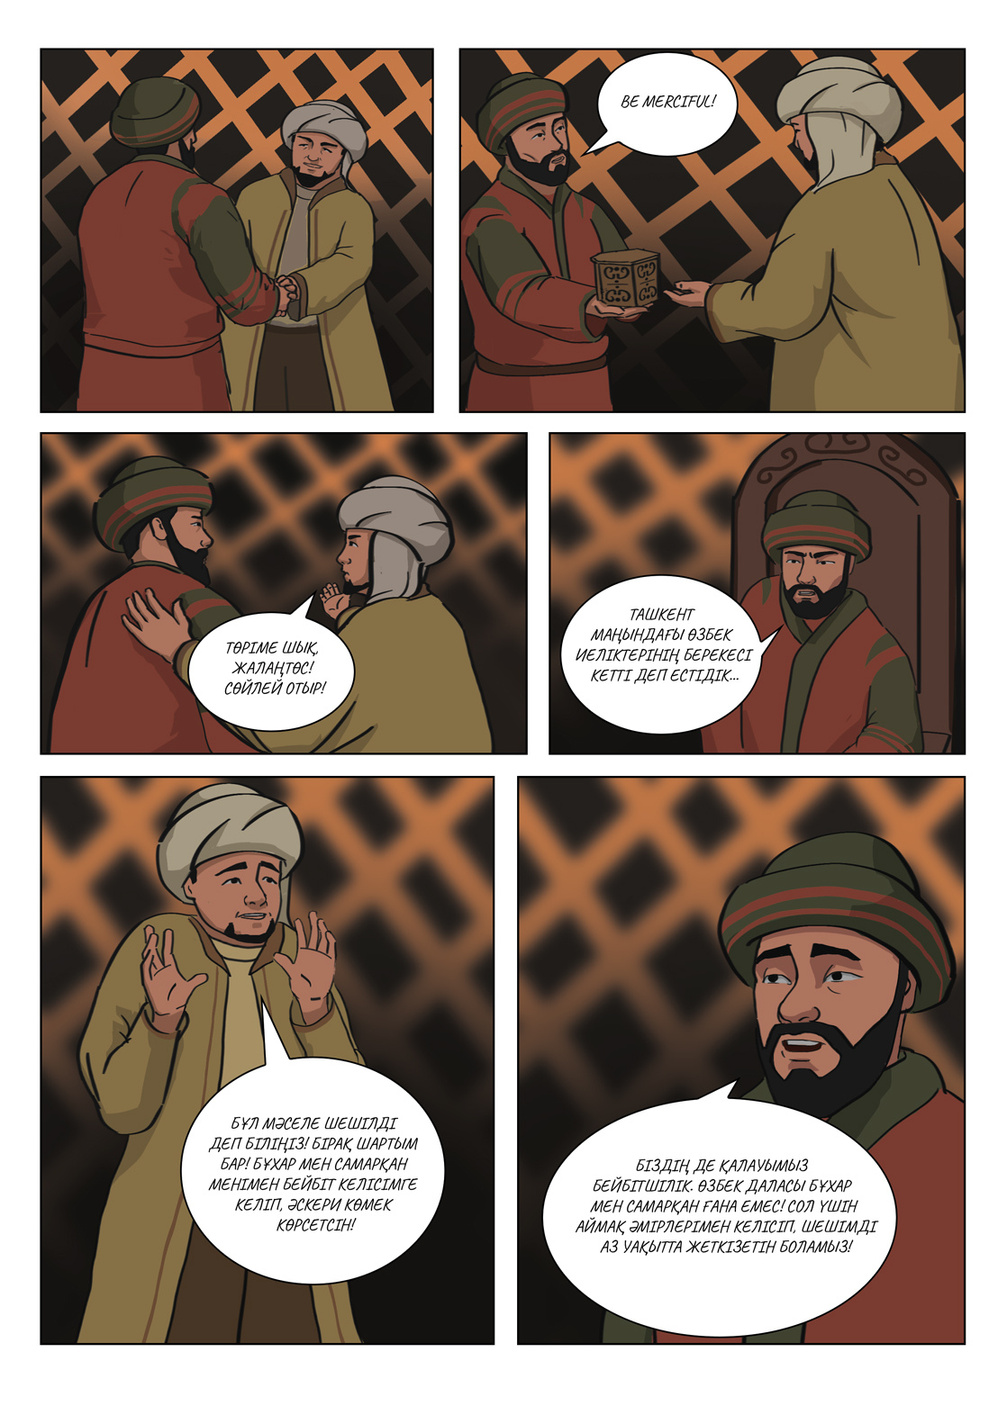 BE MERCIFUL!
ТӨРІМЕ ШЫҚ,
ЖАЛАҢТӨС!
СӨЙЛЕЙ ОТЫР!
ТАШКЕНТ
МАҢЫНДАҒЫ ӨЗБЕК
ИЕЛІКТЕРІНІҢ БЕРЕКЕСІ
КЕТТІ ДЕП ЕСТІДІК...
БҰЛ МӘСЕЛЕ ШЕШІЛДІ
ДЕП БІЛІҢІЗ! БІРАҚ ШАРТЫМ
БАР! БҰХАР МЕН САМАРҚАН
МЕНІМЕН БЕЙБІТ КЕЛІСІМГЕ
КЕЛІП, ӘСКЕРИ КӨМЕК
КӨРСЕТСІН!
БІЗДІҢ ДЕ ҚАЛАУЫМЫЗ
БЕЙБІТШІЛІК. ӨЗБЕК ДАЛАСЫ БҰХАР
МЕН САМАРҚАН ҒАНА ЕМЕС! СОЛ ҮШІН
АЙМАҚ ӘМІРЛЕРІМЕН КЕЛІСІП, ШЕШІМДІ
АЗ УАҚЫТТА ЖЕТКІЗЕТІН БОЛАМЫЗ!